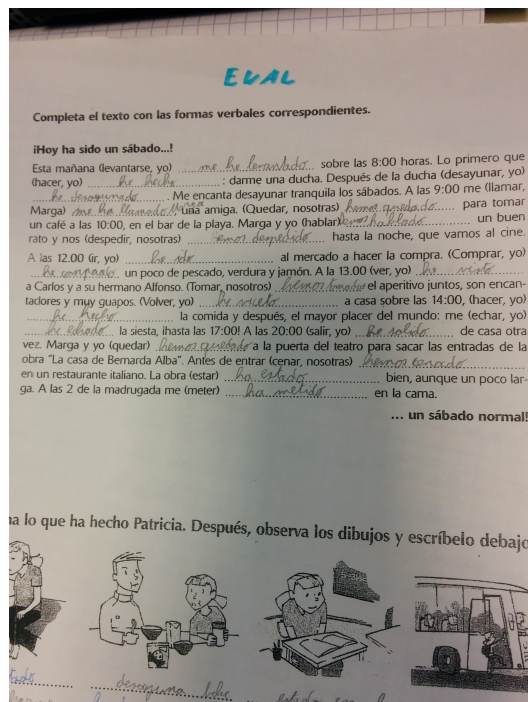 EVAL
Completa el texto con las formas verbales correspondientes.
¡Hoy ha sido un sábado...!
Esta mañana (levantarse, yo) me he levantado sobre las 8:00 horas. Lo primero que
(hacer, yo) he hecho : darme una ducha. Después de la ducha (desayunar, yo)
he desayunado. Me encanta desayunar tranquila los sábados. A las 9:00 me (llamar,
Marga) me ha llamado una amiga. (Quedar, nosotras) hemos quedado para tomar
un café a las 10:00, en el bar de la playa. Marga y yo (hablar) hemos hablado un buen
rato y nos (despedir, nosotras) hemos despedido hasta la noche, que vamos al cine.
A las 12.00 (ir, yo) he ido al mercado a hacer la compra. (Comprar, yo)
he comprado un poco de pescado, verdura y jamón. A la 13.00 (ver, yo) he visto
a Carlos y a su hermano Alfonso. (Tomar, nosotros) hemos tomado el aperitivo juntos, son encan-
tadores y muy guapos. (Volver, yo) he a casa sobre las 14:00, (hacer, yo)
he hecho la comida y después, el mayor placer del mundo: me (echar, yo)
he echado la siesta, ¡hasta las 17:00! A las 20:00 (salir, yo) he salido de casa otra
vez. Marga y yo (quedar) hemos quedado a la puerta del teatro para sacar las entradas de la
obra "La casa de Bernarda Alba". Antes de entrar (cenar, nosotras) hemos cenado
en un restaurante italiano. La obra (estar) ha estado bien, aunque un poco lar-
ga. A las 2 de la madrugada me (meter) ha metido en la cama.
... un sábado normal!
na lo que ha hecho Patricia. Después, observa los dibujos y escríbelo debajo
desayuna